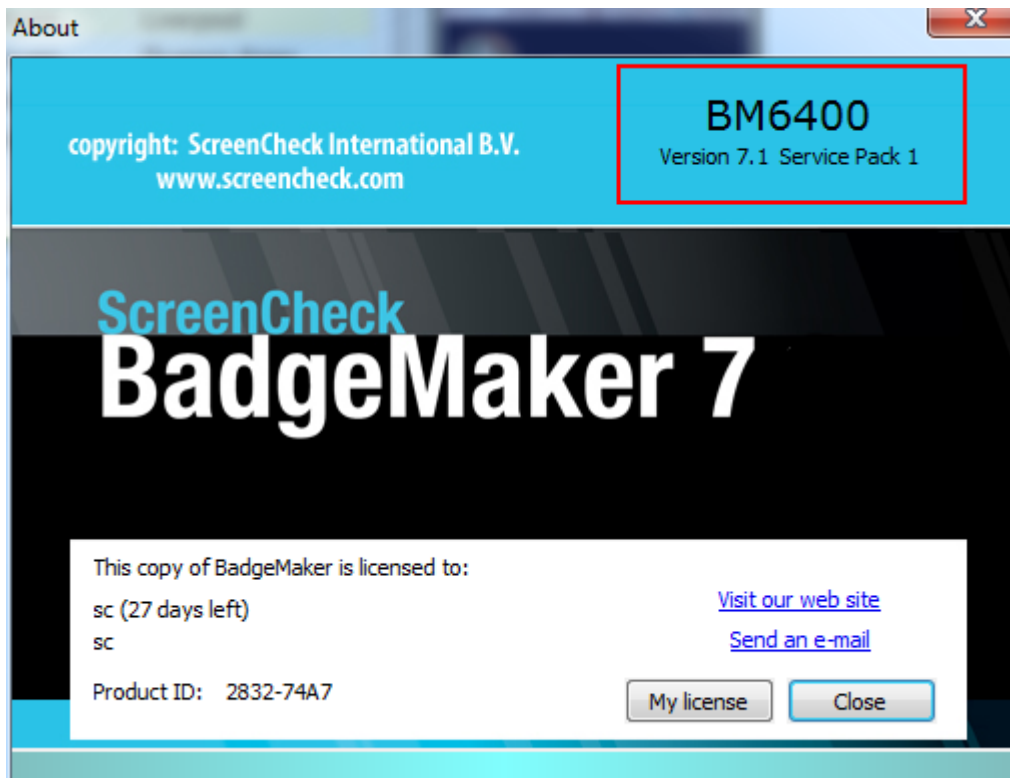 About
X
copyright: ScreenCheck International B.V.
www.screencheck.com
BM6400
Version 7.1 Service Pack 1
ScreenCheck
BadgeMaker 7
This copy of BadgeMaker is licensed to:
sc (27 days left)
sc
Visit our web site
Send an e-mail
Product ID: 2832-74A7
My license
Close